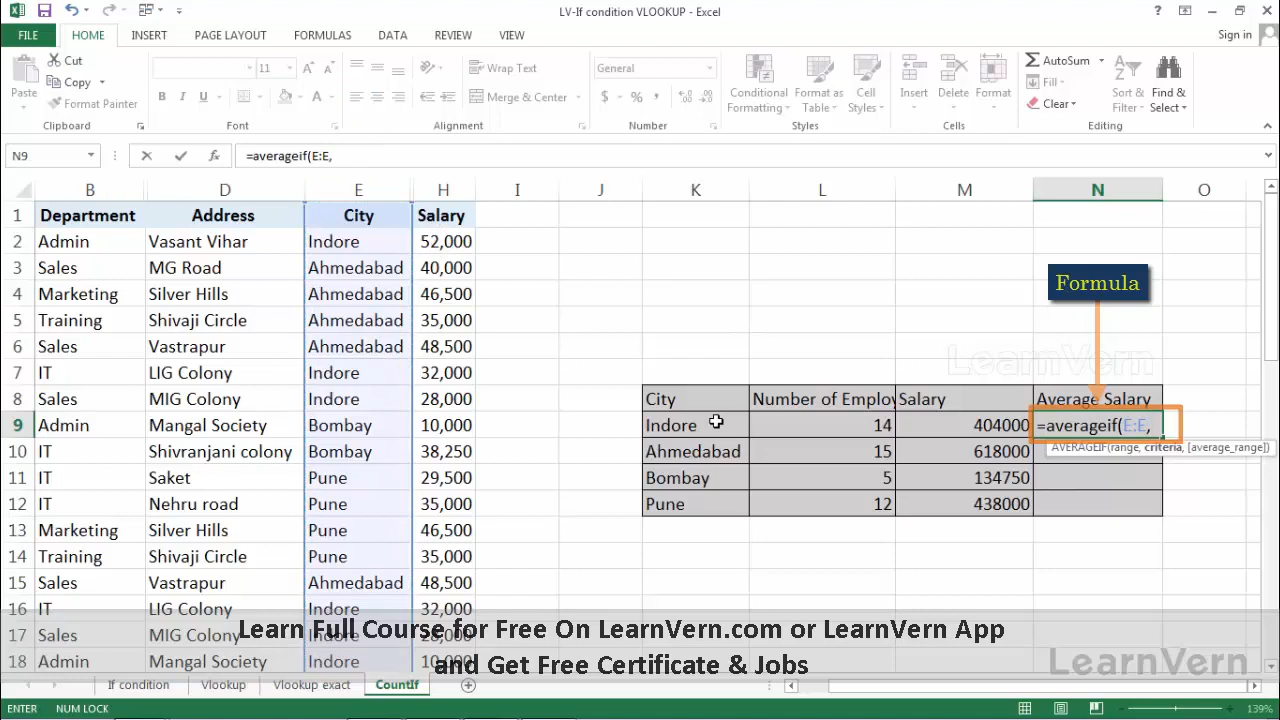 LV-If condition VLOOKUP - Excel
Sign in
FILE HOME INSERT PAGE LAYOUT FORMULAS DATA REVIEW VIEW
Paste
Cut
Copy
Format Painter
Clipboard
11
B I U
Font
Wrap Text
Merge & Center
Alignment
General
$ % ,
Number
Conditional Formatting
Format as Table
Cell Styles
Styles
Insert
Delete
Format
Cells
AutoSum
Fill
Clear
Sort & Filter
Find & Select
Editing
N9
=averageif(E:E,
B D E H I J K L M N O
1 Department Address City Salary
2 Admin Vasant Vihar Indore 52,000
3 Sales MG Road Ahmedabad 40,000
4 Marketing Silver Hills Ahmedabad 46,500
5 Training Shivaji Circle Ahmedabad 35,000
6 Sales Vastrapur Ahmedabad 48,500
7 IT LIG Colony Indore 32,000
8 Sales MIG Colony Indore 28,000
9 Admin Mangal Society Bombay 10,000
10 IT Shivranjani colony Bombay 38,250
11 IT Saket Pune 29,500
12 IT Nehru road Pune 35,000
13 Marketing Silver Hills Pune 46,500
14 Training Shivaji Circle Pune 35,000
15 Sales Vastrapur Ahmedabad 48,500
16 IT LIG Colony Indore 32,000
17 Sales MIG Colony
18 Admin Mangal Society Indore
Formula
LearnVern
City Number of Employ Salary Average Salary
Indore 14 404000 =averageif(E:E,
AVERAGEIF(range, criteria, [average_range])
Ahmedabad 15 618000
Bombay 5 134750
Pune 12 438000
Learn Full Course for Free On LearnVern.com or LearnVern App
and Get Free Certificate & Jobs
LearnVern
If condition Vlookup Vlookup exact CountIf
ENTER NUM LOCK
139%